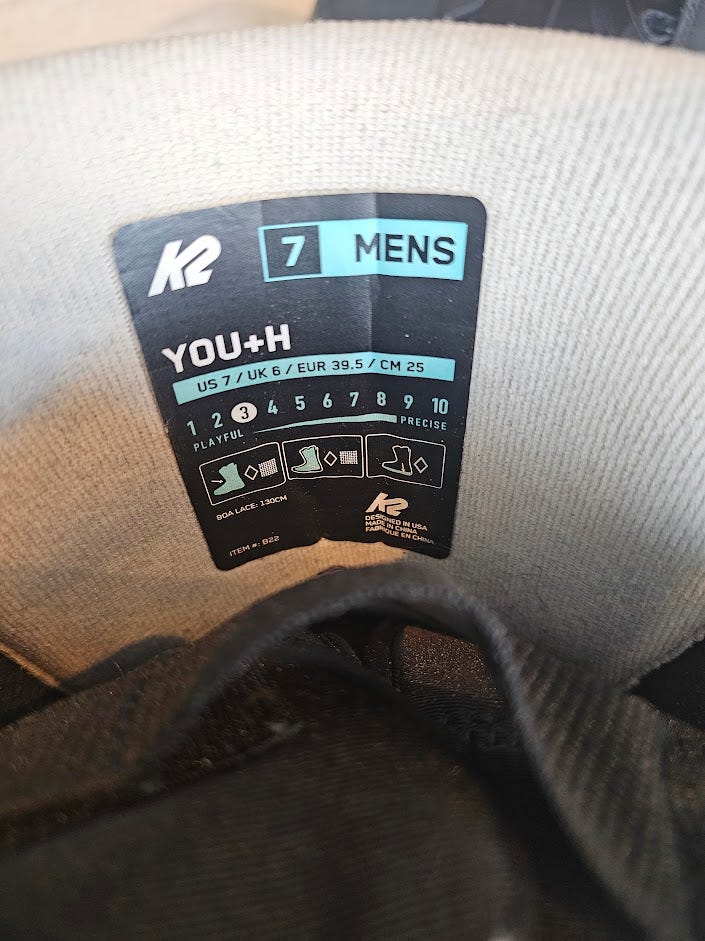 K2
7 MENS
YOU+H
US 7 / UK 6 / EUR 39.5 / CM 25
1 2 3 4 5 6 7 8 9 10
PLAYFUL PRECISE
BOA LACE: 130CM
K2
DESIGNED IN USA
MADE IN CHINA
FABRIQUE EN CHINA
ITEM #: B22